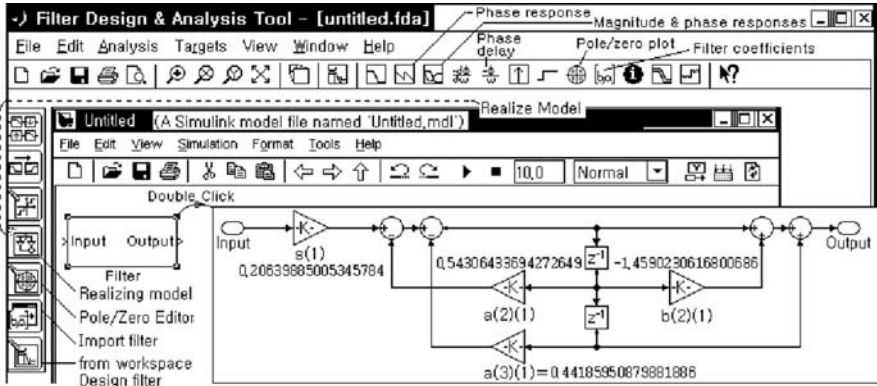 Filter Design & Analysis Tool – [untitled.fda]
Phase response
Magnitude & phase responses
File Edit Analysis Targets View Window Help
Phase
delay
Pole/zero plot
Filter coefficients
Realize Model
Untitled (A Simulink model file named 'Untitled.mdl')
File Edit View Simulation Format Tools Help
10,0
Normal
Double Click
Input Output
Filter
Realizing model
Pole/Zero Editor
Import filter
from workspace
Design filter
Input
-K-
s(1)
0,20639885005345784
Output
0,54306433694272649
z-1
-1,4590230616800686
-K-
a(2)(1)
-K-
b(2)(1)
z-1
-K-
a(3)(1)=0.44185950879881886